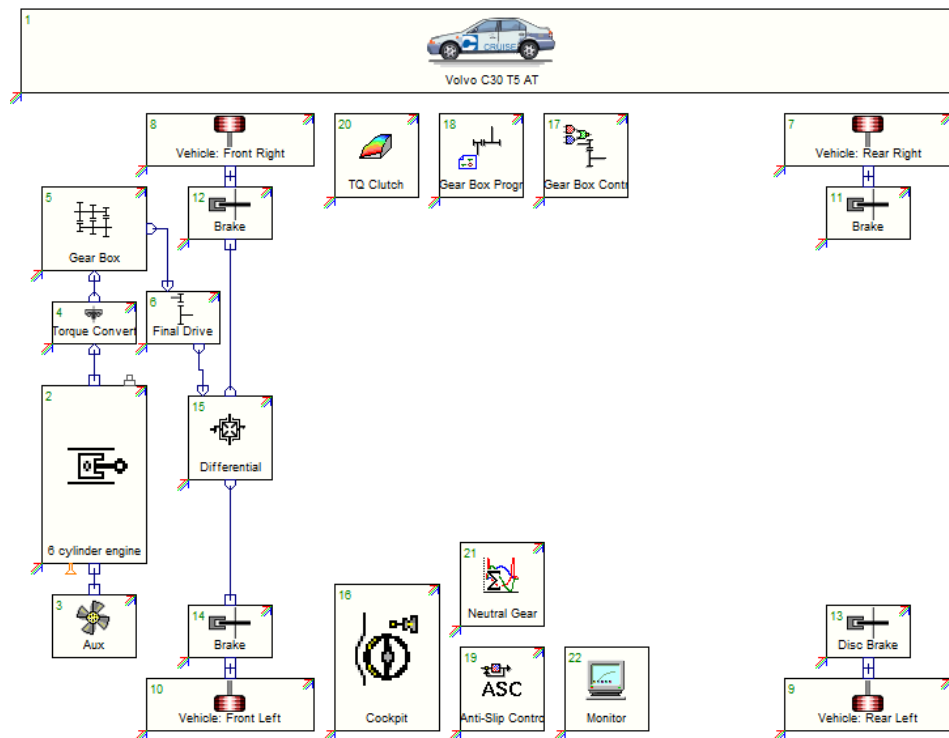 1
CRUISE
Volvo C30 T5 AT
8
Vehicle: Front Right
20
TQ Clutch
18
Gear Box Progr
17
Gear Box Contr
7
Vehicle: Rear Right
5
Gear Box
12
Brake
11
Brake
4
Torque Convert
6
Final Drive
2
6 cylinder engine
15
Differential
21
Neutral Gear
3
Aux
14
Brake
16
Cockpit
13
Disc Brake
19
ASC
Anti-Slip Contro
22
Monitor
10
Vehicle: Front Left
9
Vehicle: Rear Left